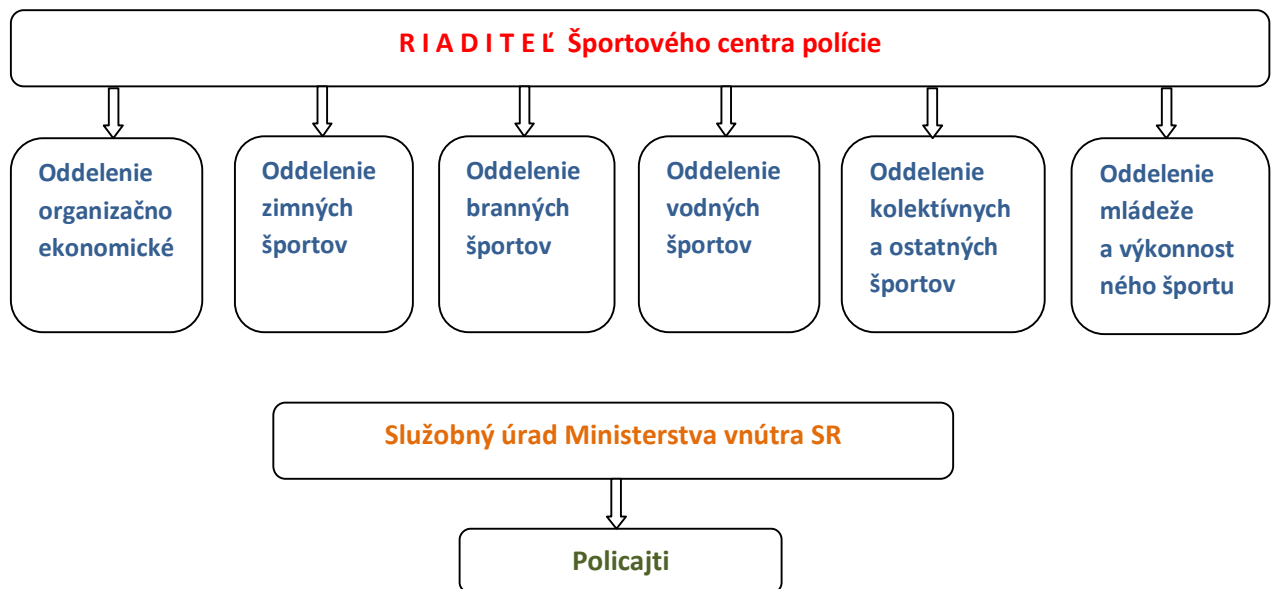 R I A D I T E Ľ Športového centra polície
Oddelenie
organizačno
ekonomické
Oddelenie
zimných
športov
Oddelenie
branných
športov
Oddelenie
vodných
športov
Oddelenie
kolektívnych
a ostatných
športov
Oddelenie
mládeže
a výkonnost
ného športu
Služobný úrad Ministerstva vnútra SR
Policajti